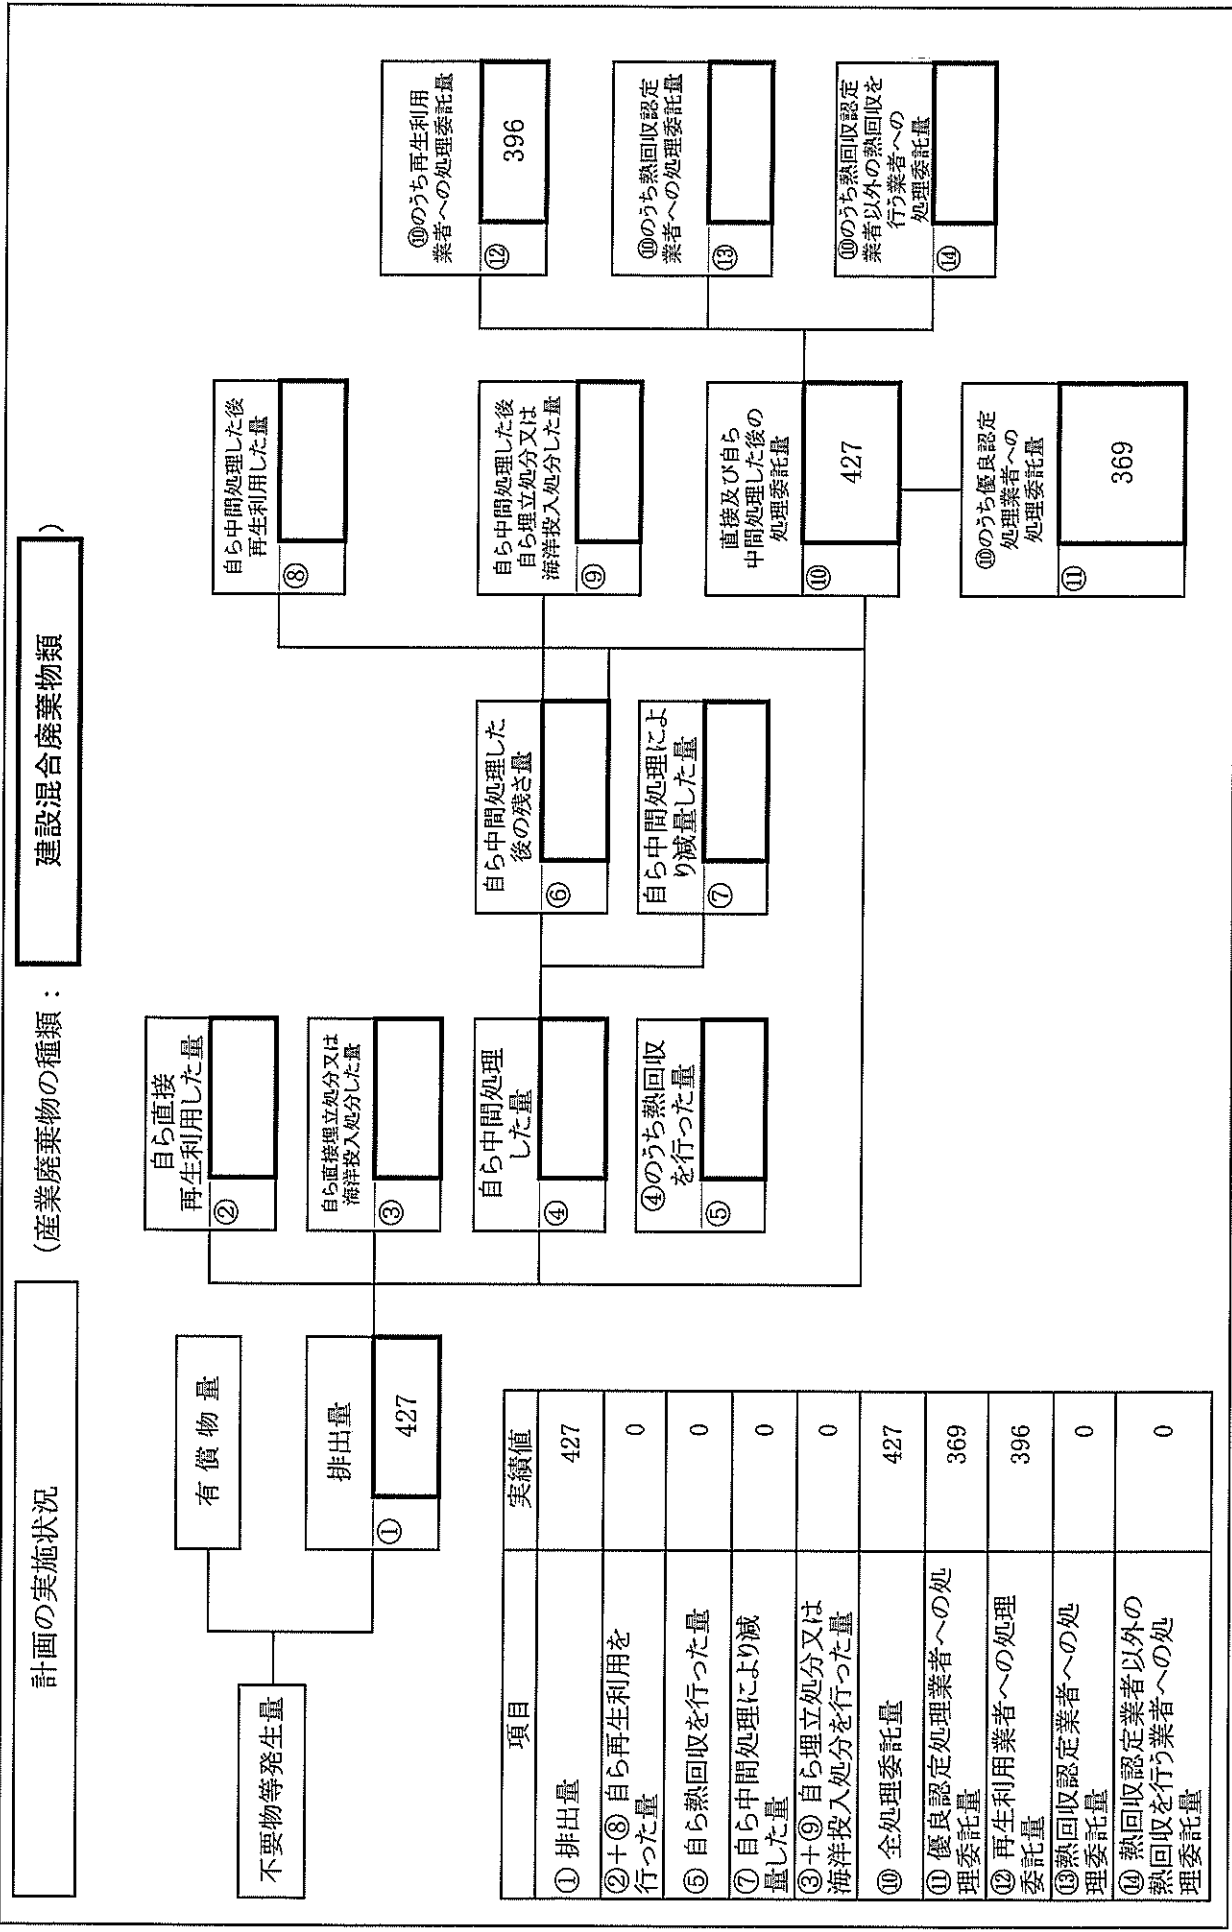 計画の実施状況
(産業廃棄物の種類：
建設混合廃棄物類
)
不要物等発生量
有 償 物 量
排出量
①
427
自ら直接
再生利用した量
②
自ら直接埋立処分又は
海洋投入処分した量
③
自ら中間処理
した量
④
④のうち熱回収
を行った量
⑤
自ら中間処理した
後の残さ量
⑥
自ら中間処理によ
り減量した量
⑦
自ら中間処理した後
再生利用した量
⑧
自ら中間処理した後
自ら埋立処分又は
海洋投入処分した量
⑨
直接及び自ら
中間処理した後の
処理委託量
⑩
427
⑩のうち優良認定
処理業者への
処理委託量
⑪
369
⑩のうち再生利用
業者への処理委託量
⑫
396
⑩のうち熱回収認定
業者への処理委託量
⑬
⑩のうち熱回収認定
業者以外の熱回収を
行う業者への
処理委託量
⑭
項目 実績値
① 排出量 427
②＋⑧ 自ら再生利用を
行った量 0
⑤ 自ら熱回収を行った量 0
⑦ 自ら中間処理により減
量した量 0
③＋⑨ 自ら埋立処分又は
海洋投入処分を行った量 0
⑩ 全処理委託量 427
⑪ 優良認定処理業者への処
理委託量 369
⑫ 再生利用業者への処理
委託量 396
⑬熱回収認定業者への処
理委託量 0
⑭ 熱回収認定業者以外の
熱回収を行う業者への処
理委託量 0